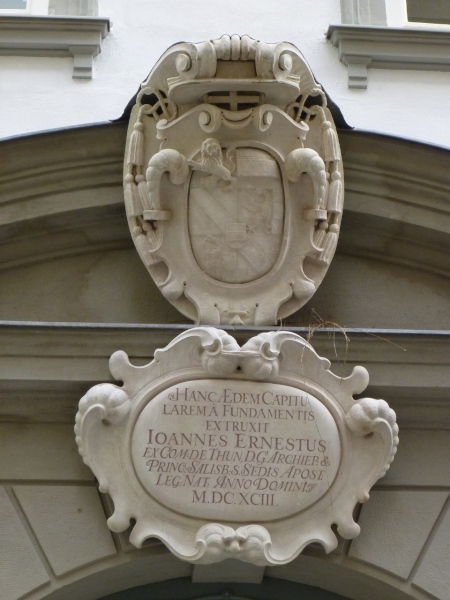 HANC ÆDEM CAPITU
LAREM Â FUNDAMENTIS
EXTRUXIT
IOANNES ERNESTUS
EX COM. DE THUN D.G. ARCHIEP. &
PRINC. SALISB. S. SEDIS APOST.
LEG. NAT. ANNO DOMINI
M.DC.XCIII.